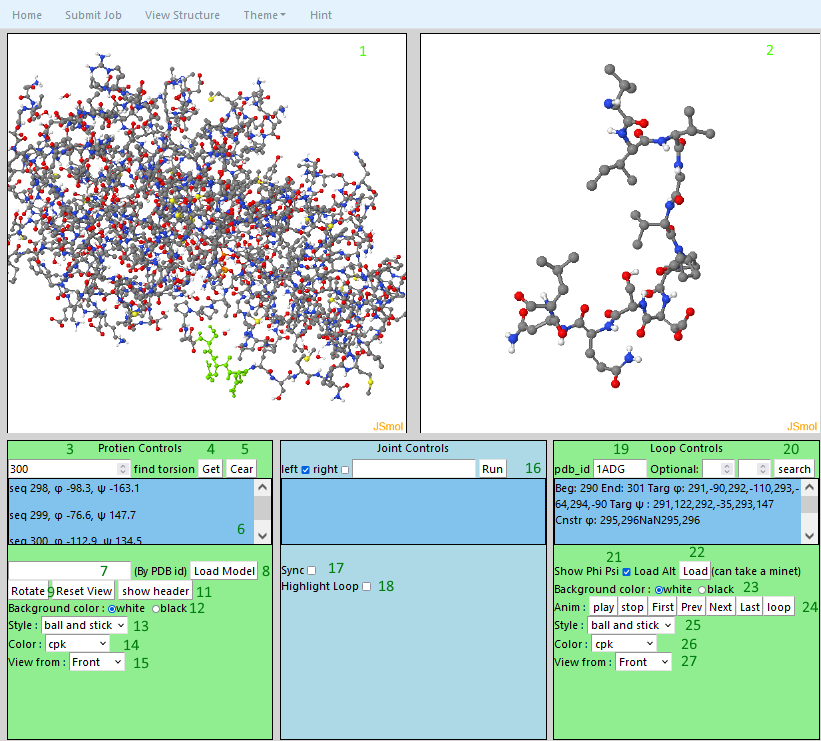 Home Submit Job View Structure Theme Hint
1
2
JSmol
JSmol
3 Protien Controls 4 5
300 find torsion Get Cear
seq 298, φ -98.3, ψ -163.1
seq 299, φ -76.6, ψ 147.7
seq 300, φ -112.9, ψ 134.5
6
7 (By PDB id) Load Model 8
Rotate 9 Reset View show header 11
Background color : white black 12
Style : ball and stick 13
Color : cpk 14
View from : Front 15
Joint Controls
left right Run 16
Sync 17
Highlight Loop 18
19 Loop Controls 20
pdb_id 1ADG Optional: search
Beg: 290 End: 301 Targ φ: 291,-90,292,-110,293,-
64,294,-90 Targ ψ : 291,122,292,-35,293,147
Cnstr φ: 295,296NaN295,296
21 22
Show Phi Psi Load Alt Load (can take a minet)
Background color : white black 23
Anim : play stop First Prev Next Last loop 24
Style : ball and stick 25
Color : cpk 26
View from : Front 27